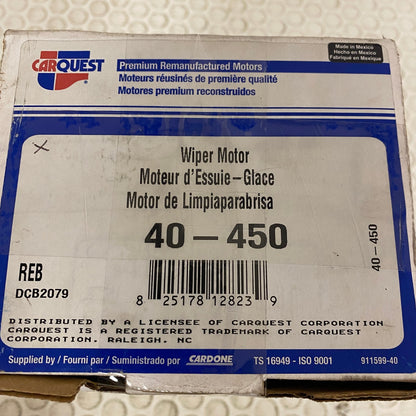 CARQUEST
Premium Remanufactured Motors
Moteurs réusinés de première qualité
Motores premium reconstruidos
Made in Mexico
Hecho en Mexico
Fabriqué en Mexique
X
Wiper Motor
Moteur d'Essuie-Glace
Motor de Limpiaparabrisa
40-450
40-450
REB
DCB2079
8 25178 12823 9
DISTRIBUTED BY A LICENSEE OF CARQUEST CORPORATION
CARQUEST IS A REGISTERED TRADEMARK OF CARQUEST
CORPORATION. RALEIGH. NC
Supplied by / Fourni par / Suministrado por CARDONE TS 16949 - ISO 9001 911599-40